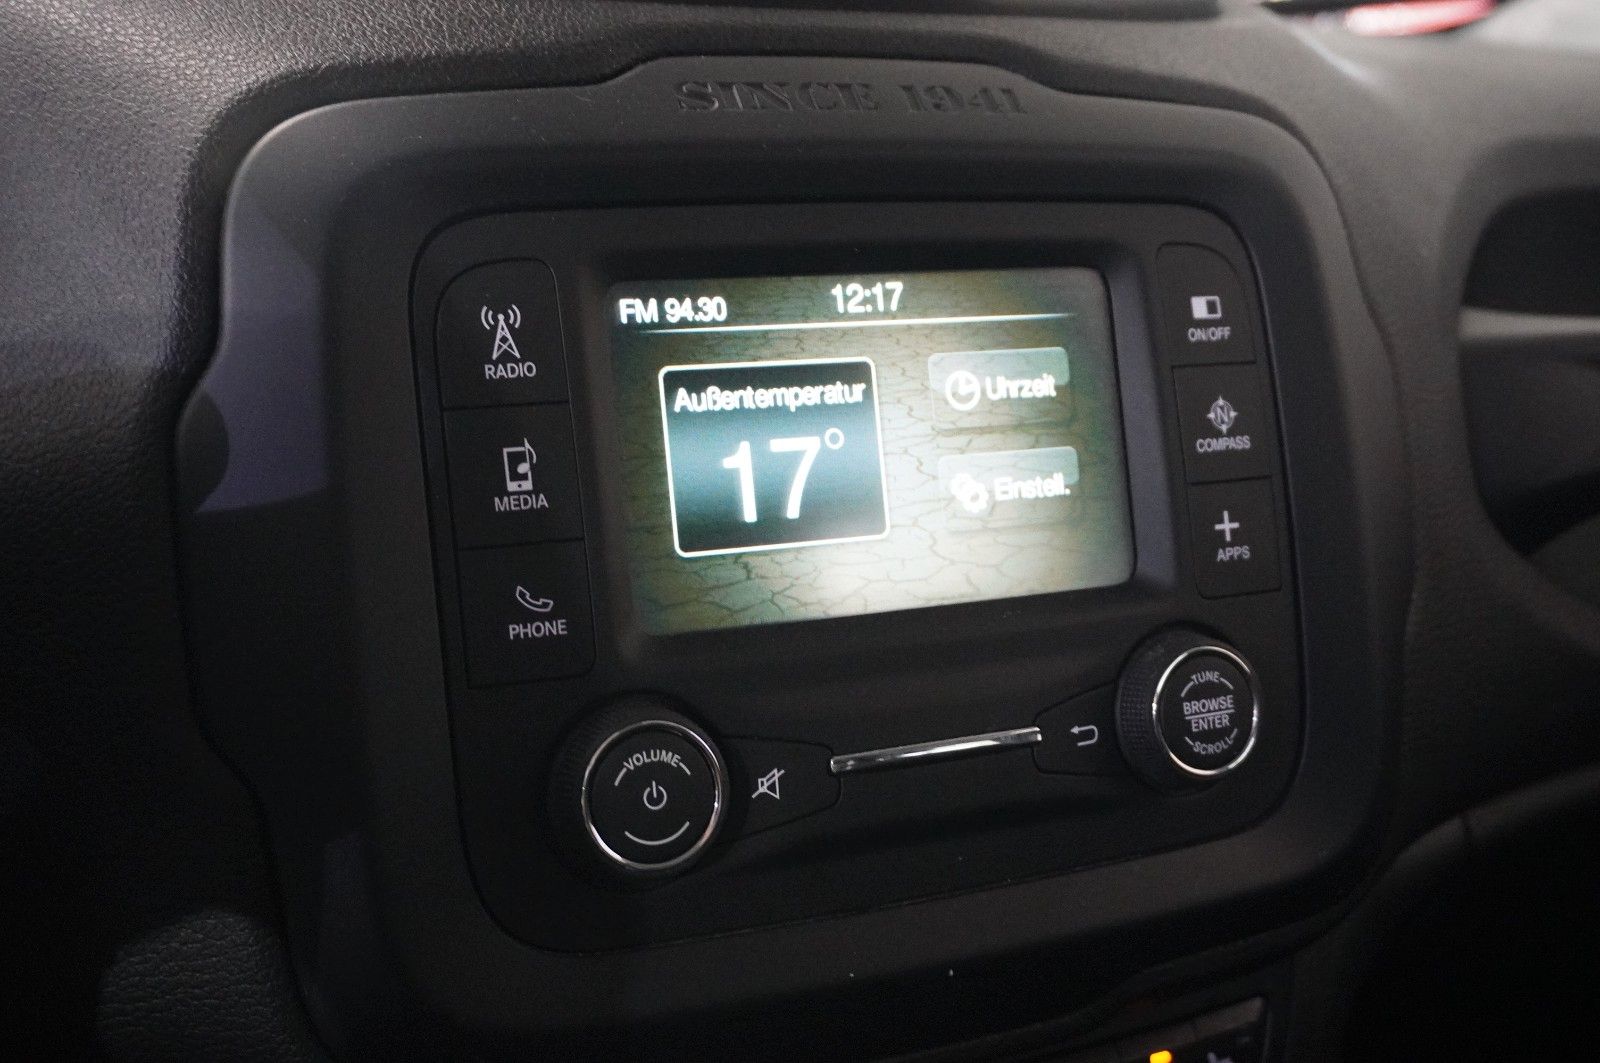 SINCE 1941
FM 94.30
12:17
Außentemperatur
17°
Uhrzeit
Einstell.
RADIO
MEDIA
PHONE
ON/OFF
N
COMPASS
APPS
VOLUME
TUNE
BROWSE
ENTER
SCROLL